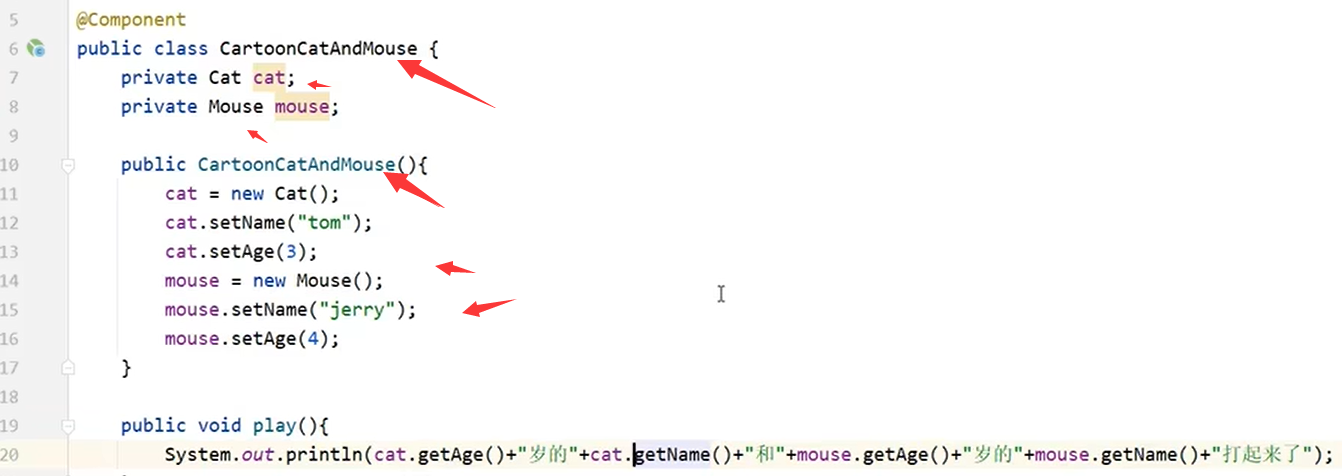 5 @Component
6 public class CartoonCatAndMouse {
7 private Cat cat;
8 private Mouse mouse;
9
10 public CartoonCatAndMouse(){
11 cat = new Cat();
12 cat.setName("tom");
13 cat.setAge(3);
14 mouse = new Mouse();
15 mouse.setName("jerry");
16 mouse.setAge(4);
17 }
18
19 public void play(){
20 System.out.println(cat.getAge()+"岁的"+cat.getName()+"和"+mouse.getAge()+"岁的"+mouse.getName()+"打起来了");